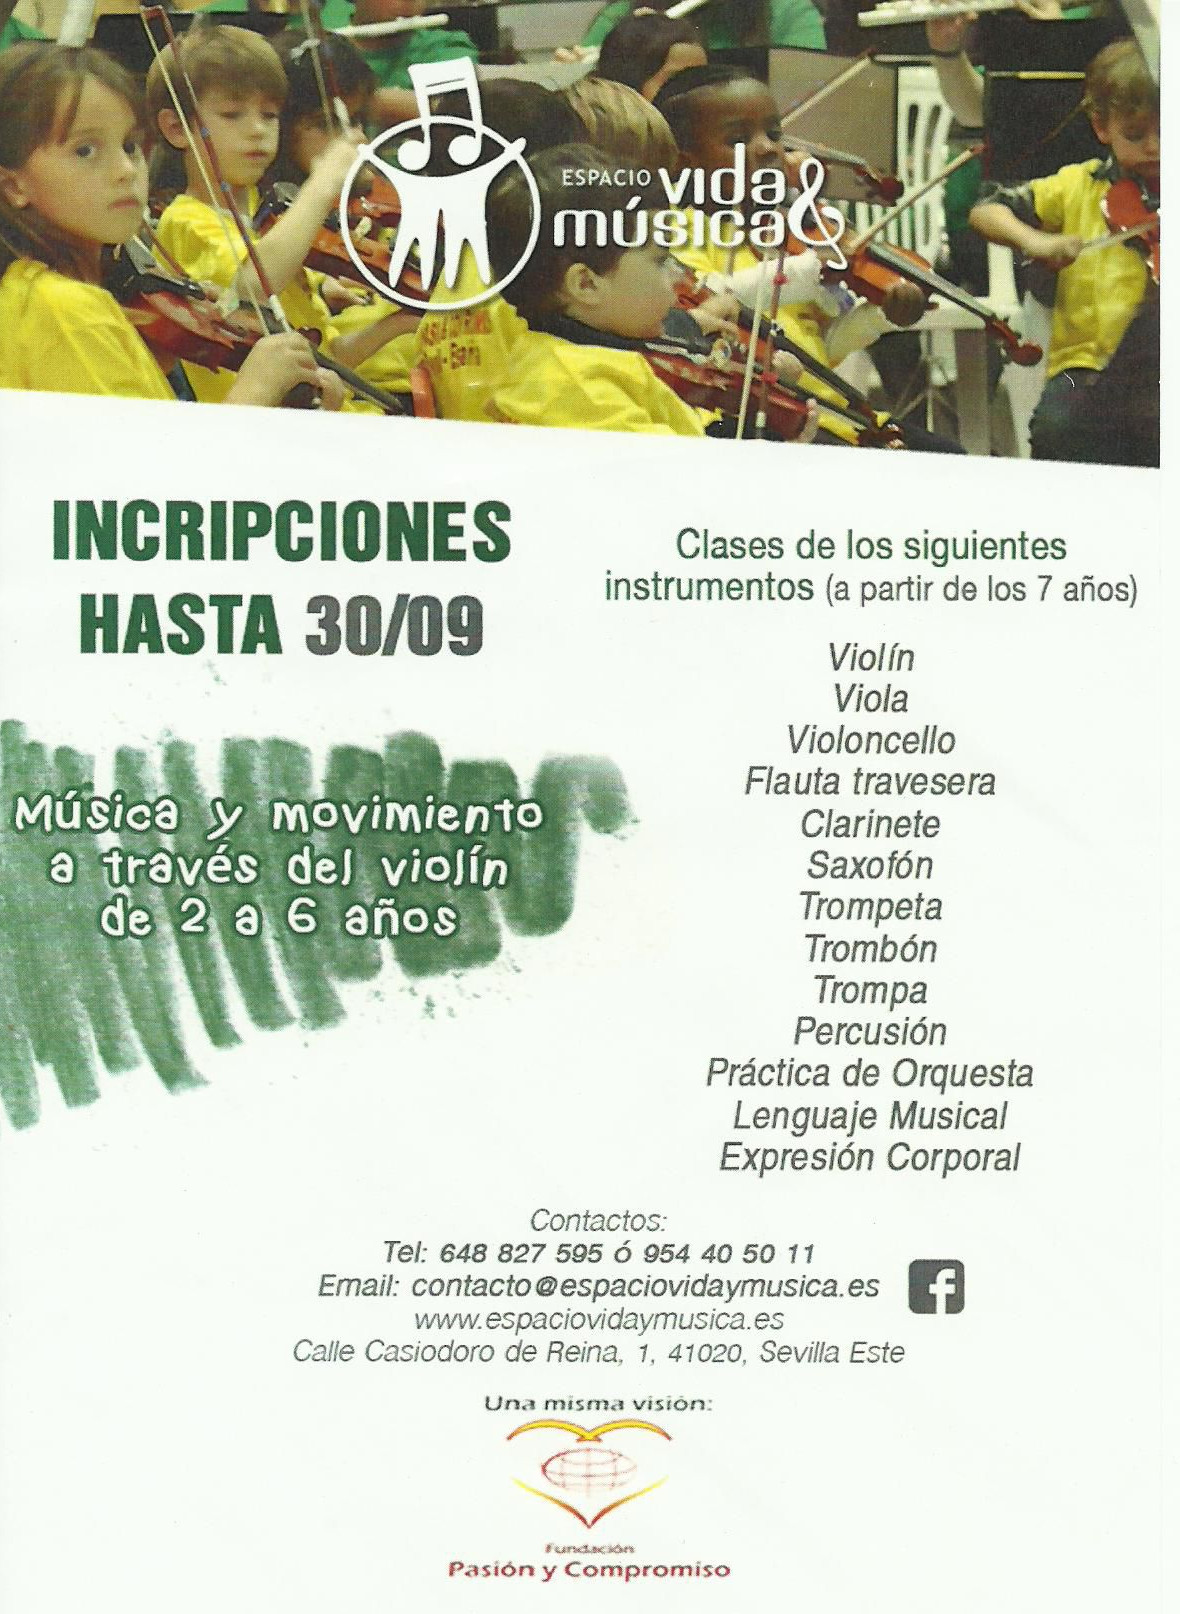 ESPACIO vida
música
INCRIPCIONES
HASTA 30/09
Música y movimiento
a través del violín
de 2 a 6 años
Clases de los siguientes
instrumentos (a partir de los 7 años)
Violín
Viola
Violoncello
Flauta travesera
Clarinete
Saxofón
Trompeta
Trombón
Trompa
Percusión
Práctica de Orquesta
Lenguaje Musical
Expresión Corporal
Contactos:
Tel: 648 827 595 ó 954 40 50 11
Email: contacto@espaciovidaymusica.es
www.espaciovidaymusica.es
Calle Casiodoro de Reina, 1, 41020, Sevilla Este
Una misma visión:
Fundación
Pasión y Compromiso